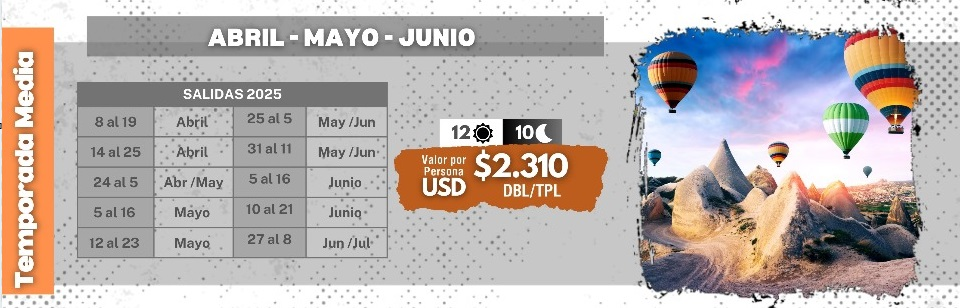 Temporada Media
ABRIL - MAYO - JUNIO
SALIDAS 2025
8 al 19 Abril 25 al 5 May /Jun
14 al 25 Abril 31 al 11 May /Jun
24 al 5 Abr /May 5 al 16 Junio
5 al 16 Mayo 10 al 21 Junio
12 al 23 Mayo 27 al 8 Jun /Jul
12 10
Valor por
Persona
USD
$2.310
DBL/TPL